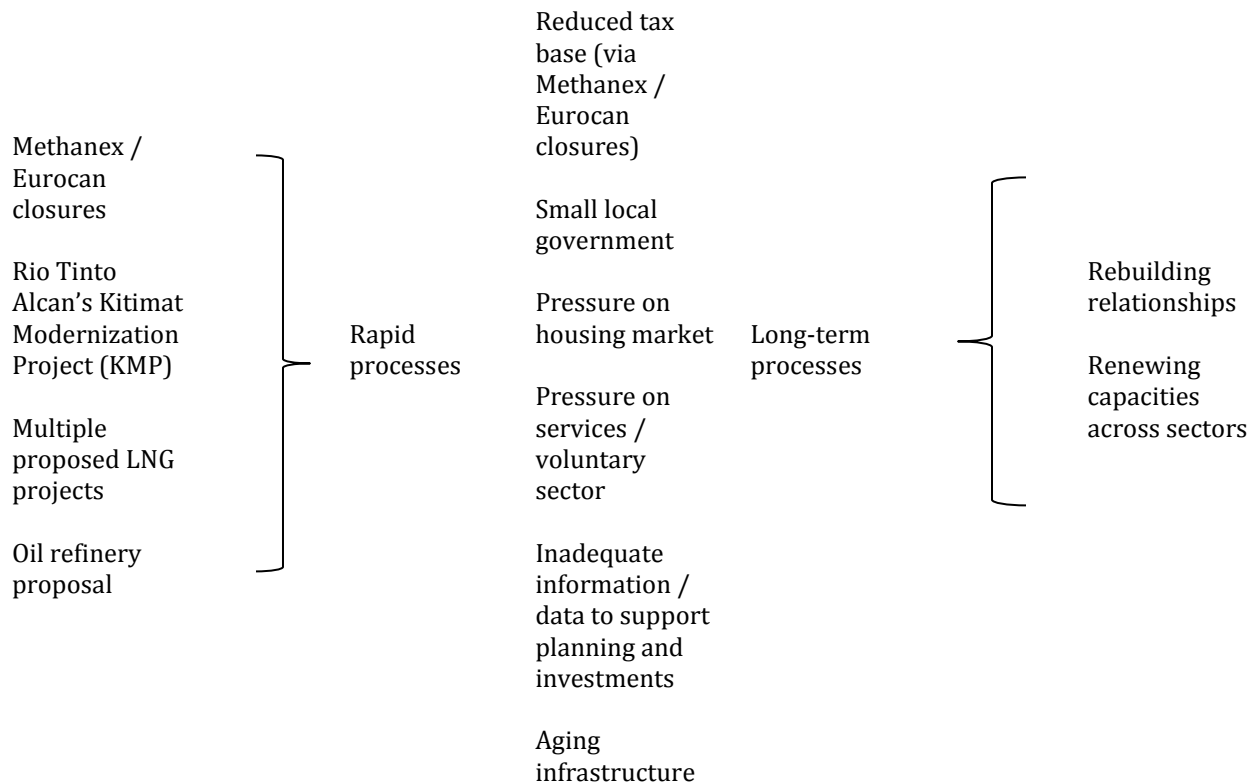 Methanex /
Eurocan
closures
Rio Tinto
Alcan’s Kitimat
Modernization
Project (KMP)
Multiple
proposed LNG
projects
Oil refinery
proposal
Rapid
processes
Reduced tax
base (via
Methanex /
Eurocan
closures)
Small local
government
Pressure on
housing market
Pressure on
services /
voluntary
sector
Inadequate
information /
data to support
planning and
investments
Aging
infrastructure
Long-term
processes
Rebuilding
relationships
Renewing
capacities
across sectors